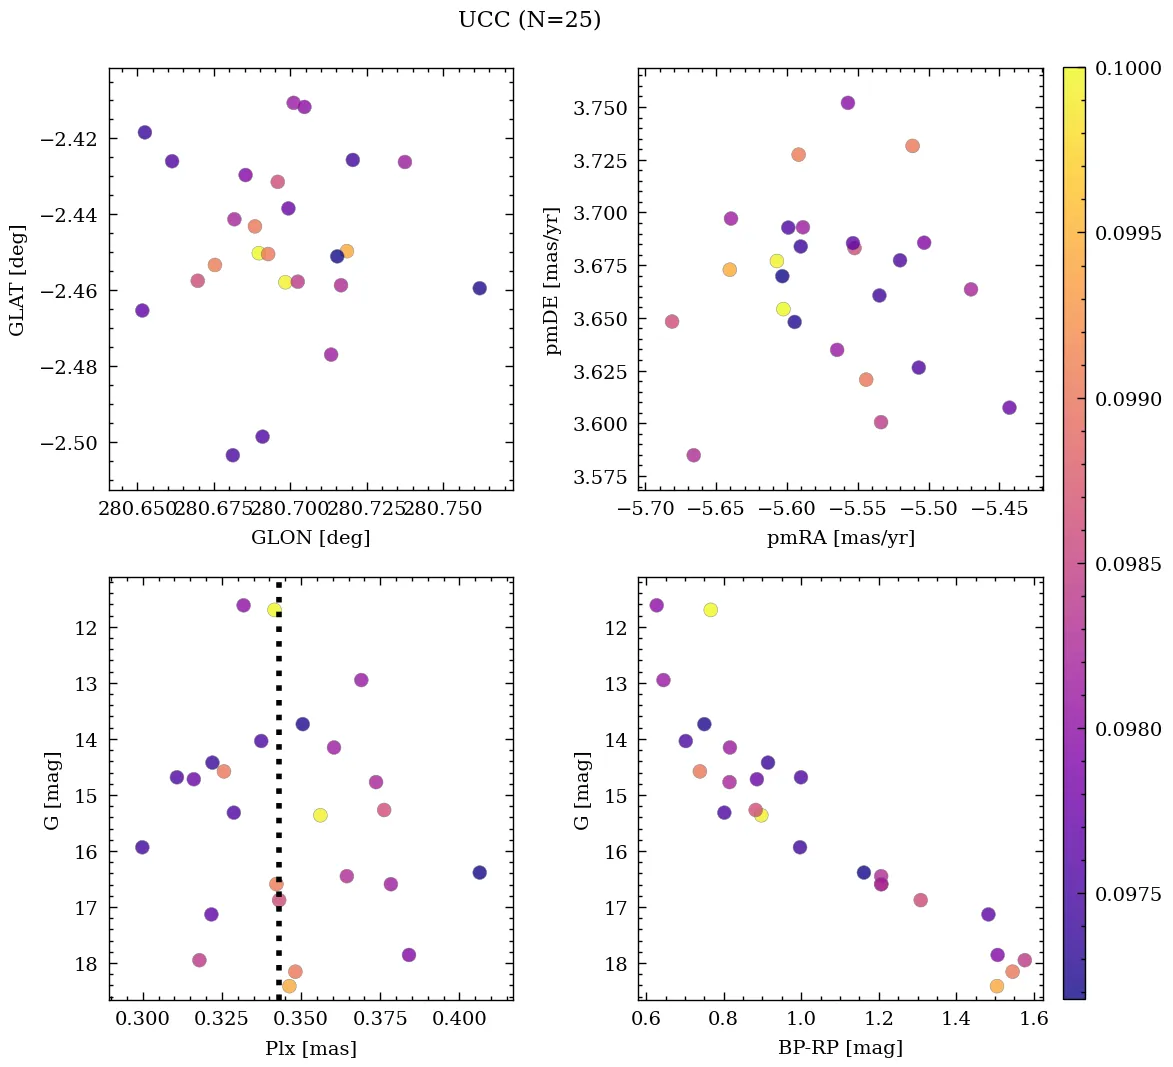 UCC (N=25)
−2.42
−2.44
−2.46
−2.48
−2.50
GLAT [deg]
280.650 280.675 280.700 280.725 280.750
GLON [deg]
3.750
3.725
3.700
3.675
3.650
3.625
3.600
3.575
pmDE [mas/yr]
−5.70 −5.65 −5.60 −5.55 −5.50 −5.45
pmRA [mas/yr]
12
13
14
15
16
17
18
G [mag]
0.300 0.325 0.350 0.375 0.400
Plx [mas]
12
13
14
15
16
17
18
G [mag]
0.6 0.8 1.0 1.2 1.4 1.6
BP-RP [mag]
0.1000
0.0995
0.0990
0.0985
0.0980
0.0975